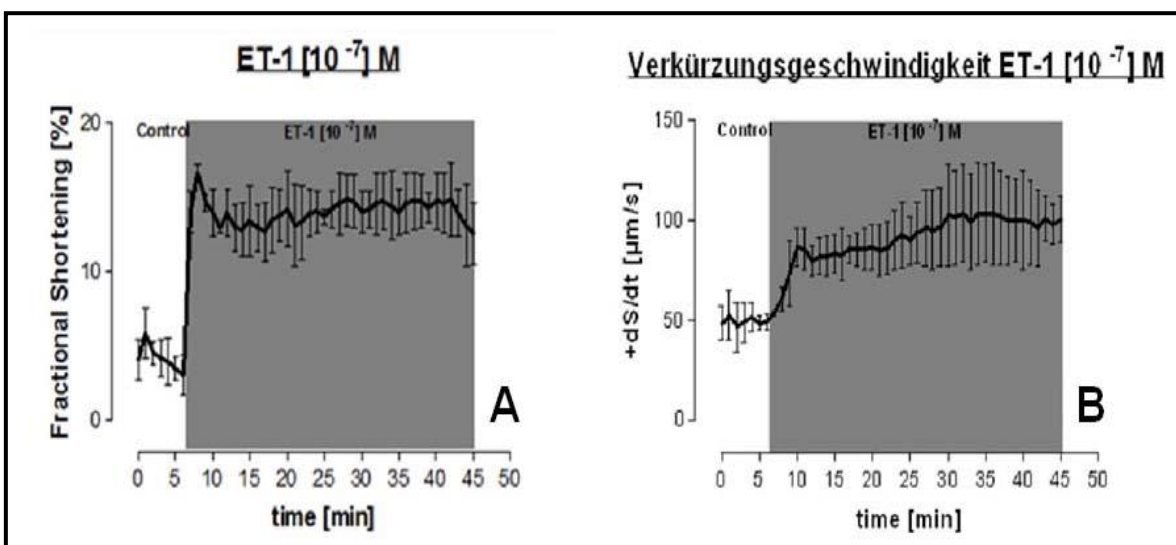 ET-1 [10 -7] M
Fractional Shortening [%]
20
10
0
Control
ET-1 [10 -7] M
A
0 5 10 15 20 25 30 35 40 45 50
time [min]
Verkürzungsgeschwindigkeit ET-1 [10 -7] M
+dS/dt [µm/s]
150
100
50
0
Control
ET-1 [10 -7] M
B
0 5 10 15 20 25 30 35 40 45 50
time [min]